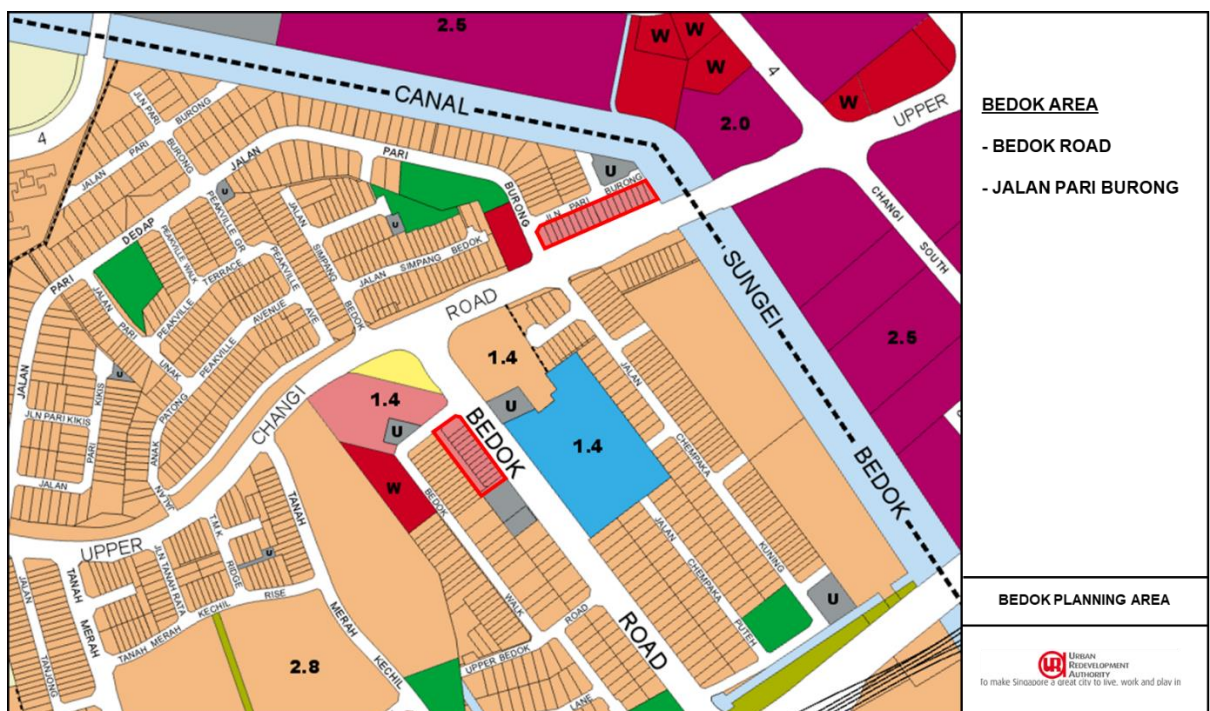 2.5
W
W
W
4
W
UPPER
CANAL
2.0
4
JLN PARI
BURONG
JALAN PARI BURONG
JALAN
PARI
BURONG
U
JLN PARI BURONG
U
CHANGI
SOUTH
DEDAP
PARI
PEAKVILLE GR
PEAKVILLE WALK
PEAKVILLE TERRACE
PEAKVILLE AVE
PEAKVILLE AVENUE
JALAN SIMPANG BEDOK
U
JALAN SIMPANG BEDOK
ROAD
SUNGEI
2.5
JALAN
JALAN PARI UNAK
U
JLN PARI KIKIS
PARI KIKIS
JALAN
JALAN ANAK PATONG
CHANGI
1.4
1.4
U
U
BEDOK
1.4
JALAN CHEMPAKA KUNING
BEDOK
W
BEDOK WALK
TANAH
UPPER
T.M.K.
RIDGE
U
RISE
JLN TANAH RATA
TANAH MERAH KECHIL
JALAN
TANJONG
TANAH
MERAH
2.8
MERAH
KECHIL
ROAD
UPPER BEDOK
LANE
ROAD
JALAN CHEMPAKA PUTEH
U
BEDOK AREA
- BEDOK ROAD
- JALAN PARI BURONG
BEDOK PLANNING AREA
URBAN
REDEVELOPMENT
AUTHORITY
To make Singapore a great city to live, work and play in